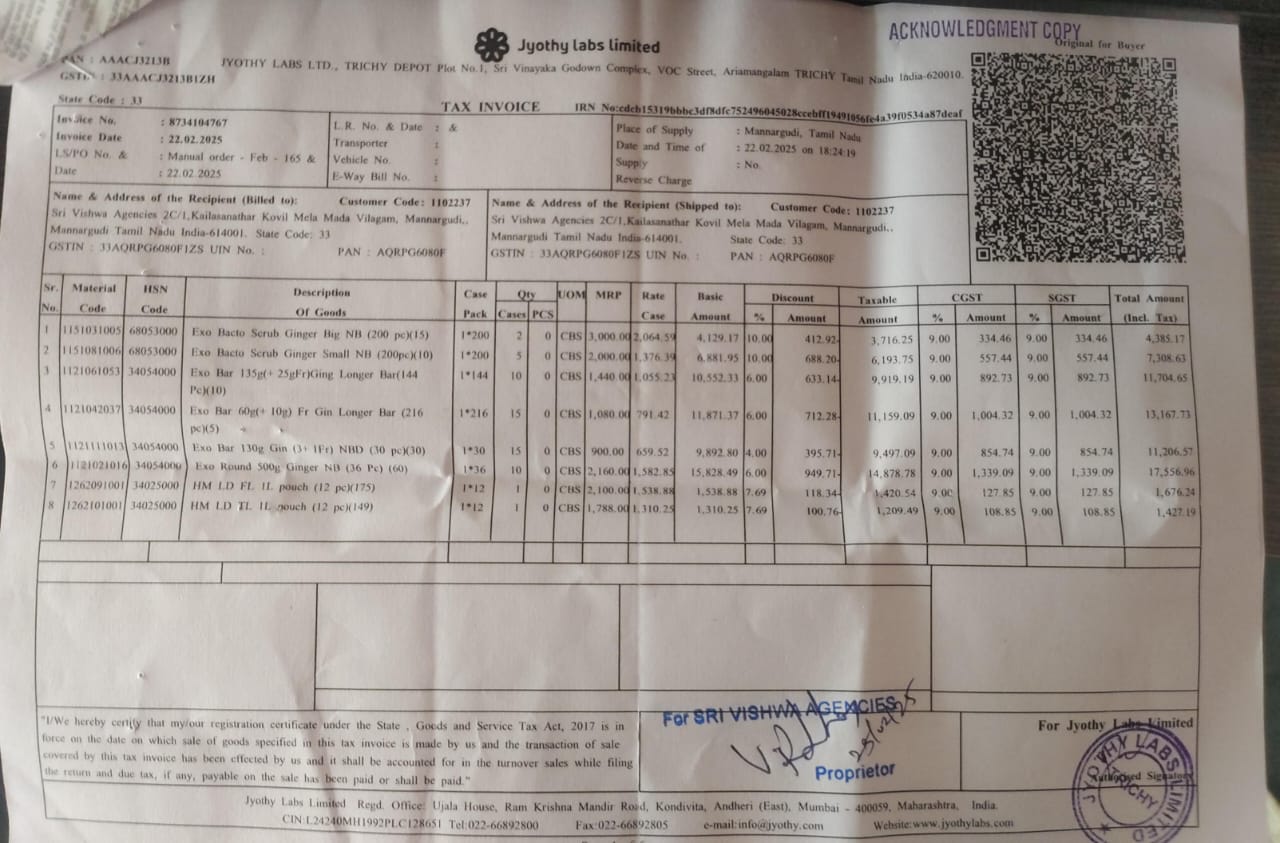 ACKNOWLEDGMENT COPY
Original for Buyer
Jyothy labs limited
PAN : AAACJ3213B
JYOTHY LABS LTD., TRICHY DEPOT Plot No.1, Sri Vinayaka Godown Complex, VOC Street, Ariamangalam TRICHY Tamil Nadu India-620010.
GSTIN : 33AAACJ3213B1ZH
State Code : 33
TAX INVOICE
IRN No:cdcb15319bbbc3df8dfc752496045028ccebff19491056fe4a39f0534a87deaf
Invoice No. : 8734104767
Invoice Date : 22.02.2025
LS/PO No. & : Manual order - Feb - 165 &
Date : 22.02.2025
L.R. No. & Date : &
Transporter :
Vehicle No. :
E-Way Bill No. :
Place of Supply : Mannargudi, Tamil Nadu
Date and Time of : 22.02.2025 on 18:24:19
Supply : No.
Reverse Charge
Name & Address of the Recipient (Billed to): Customer Code: 1102237
Sri Vishwa Agencies 2C/1,Kailasanathar Kovil Mela Mada Vilagam, Mannargudi,,
Mannargudi Tamil Nadu India-614001. State Code: 33
GSTIN : 33AQRPG6080F1ZS UIN No. : PAN : AQRPG6080F
Name & Address of the Recipient (Shipped to): Customer Code: 1102237
Sri Vishwa Agencies 2C/1,Kailasanathar Kovil Mela Mada Vilagam, Mannargudi,,
Mannargudi Tamil Nadu India-614001. State Code: 33
GSTIN : 33AQRPG6080F1ZS UIN No. : PAN : AQRPG6080F
Sr. Material HSN Description Case Qty UOM MRP Rate Basic Discount Taxable CGST SGST Total Amount
No. Code Code Of Goods Pack Cases PCS Case Amount % Amount Amount % Amount % Amount (Incl. Tax)
1 1151031005 68053000 Exo Bacto Scrub Ginger Big NB (200 pc)(15) 1*200 2 0 CBS 3,000.00 2,064.59 4,129.17 10.00 412.92- 3,716.25 9.00 334.46 9.00 334.46 4,385.17
2 1151081006 68053000 Exo Bacto Scrub Ginger Small NB (200pc)(10) 1*200 5 0 CBS 2,000.00 1,376.39 6,881.95 10.00 688.20- 6,193.75 9.00 557.44 9.00 557.44 7,308.63
3 1121061053 34054000 Exo Bar 135g(+ 25gFr)Ging Longer Bar(144 1*144 10 0 CBS 1,440.00 1,055.23 10,552.33 6.00 633.14- 9,919.19 9.00 892.73 9.00 892.73 11,704.65
Pc)(10)
4 1121042037 34054000 Exo Bar 60g(+ 10g) Fr Gin Longer Bar (216 1*216 15 0 CBS 1,080.00 791.42 11,871.37 6.00 712.28- 11,159.09 9.00 1,004.32 9.00 1,004.32 13,167.73
pc)(5)
5 1121111013 34054000 Exo Bar 130g Gin (3+ 1Fr) NBD (30 pc)(30) 1*30 15 0 CBS 900.00 659.52 9,892.80 4.00 395.71- 9,497.09 9.00 854.74 9.00 854.74 11,206.57
6 1121021016 34054000 Exo Round 500g Ginger NB (36 Pc) (60) 1*36 10 0 CBS 2,160.00 1,582.85 15,828.49 6.00 949.71- 14,878.78 9.00 1,339.09 9.00 1,339.09 17,556.96
7 1262091001 34025000 HM LD FL 1L pouch (12 pc)(175) 1*12 1 0 CBS 2,100.00 1,538.88 1,538.88 7.69 118.34- 1,420.54 9.00 127.85 9.00 127.85 1,676.24
8 1262101001 34025000 HM LD TL 1L pouch (12 pc)(149) 1*12 1 0 CBS 1,788.00 1,310.25 1,310.25 7.69 100.76- 1,209.49 9.00 108.85 9.00 108.85 1,427.19
"I/We hereby certify that my/our registration certificate under the State , Goods and Service Tax Act, 2017 is in
force on the date on which sale of goods specified in this tax invoice is made by us and the transaction of sale
covered by this tax invoice has been effected by us and it shall be accounted for in the turnover sales while filing
the return and due tax, if any, payable on the sale has been paid or shall be paid."
For SRI VISHWA AGENCIES
Proprietor
For Jyothy Labs Limited
Authorised Signatory
JYOTHY LABS LIMITED
TRICHY
Jyothy Labs Limited Regd. Office: Ujala House, Ram Krishna Mandir Road, Kondivita, Andheri (East), Mumbai - 400059, Maharashtra, India.
CIN:L24240MH1992PLC128651 Tel:022-66892800 Fax:022-66892805 e-mail:info@jyothy.com Website:www.jyothylabs.com